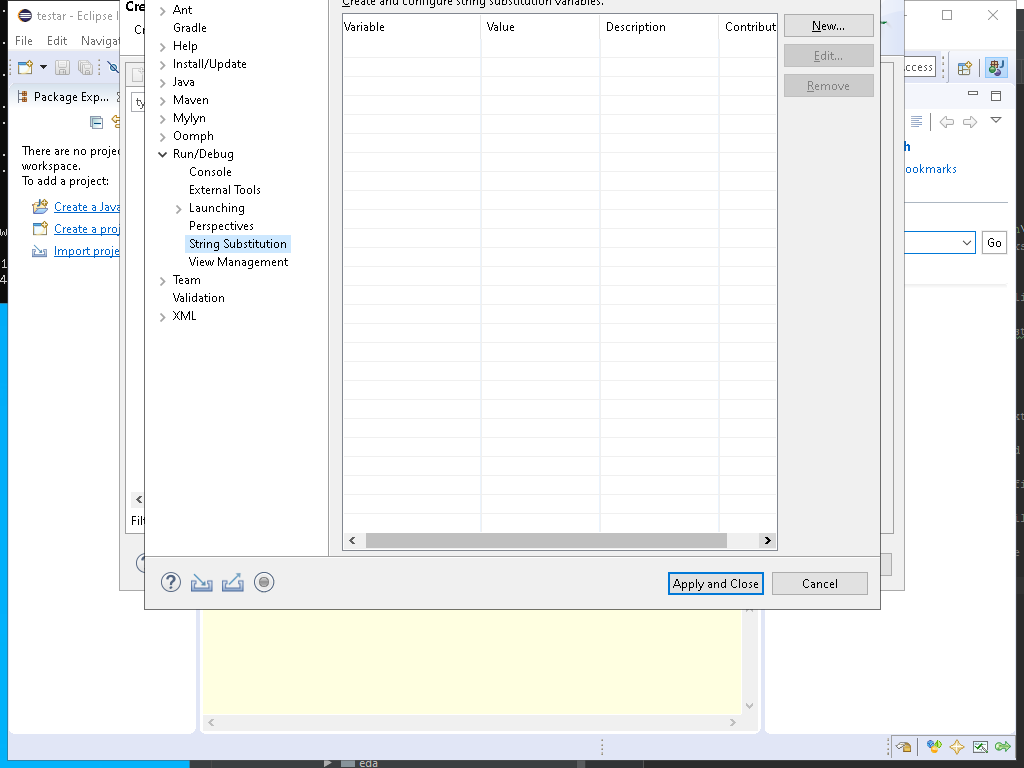 testar - Eclipse I
File Edit Navigat
Package Exp...
There are no projec
workspace.
To add a project:
Create a Java
Create a proj
Import proje
Cre
Cr
ty
Filt
Ant
Gradle
Help
Install/Update
Java
Maven
Mylyn
Oomph
Run/Debug
Console
External Tools
Launching
Perspectives
String Substitution
View Management
Team
Validation
XML
Create and configure string substitution variables.
Variable Value Description Contribut
New...
Edit...
Remove
Apply and Close
Cancel
ccess
h
ookmarks
Go
eda